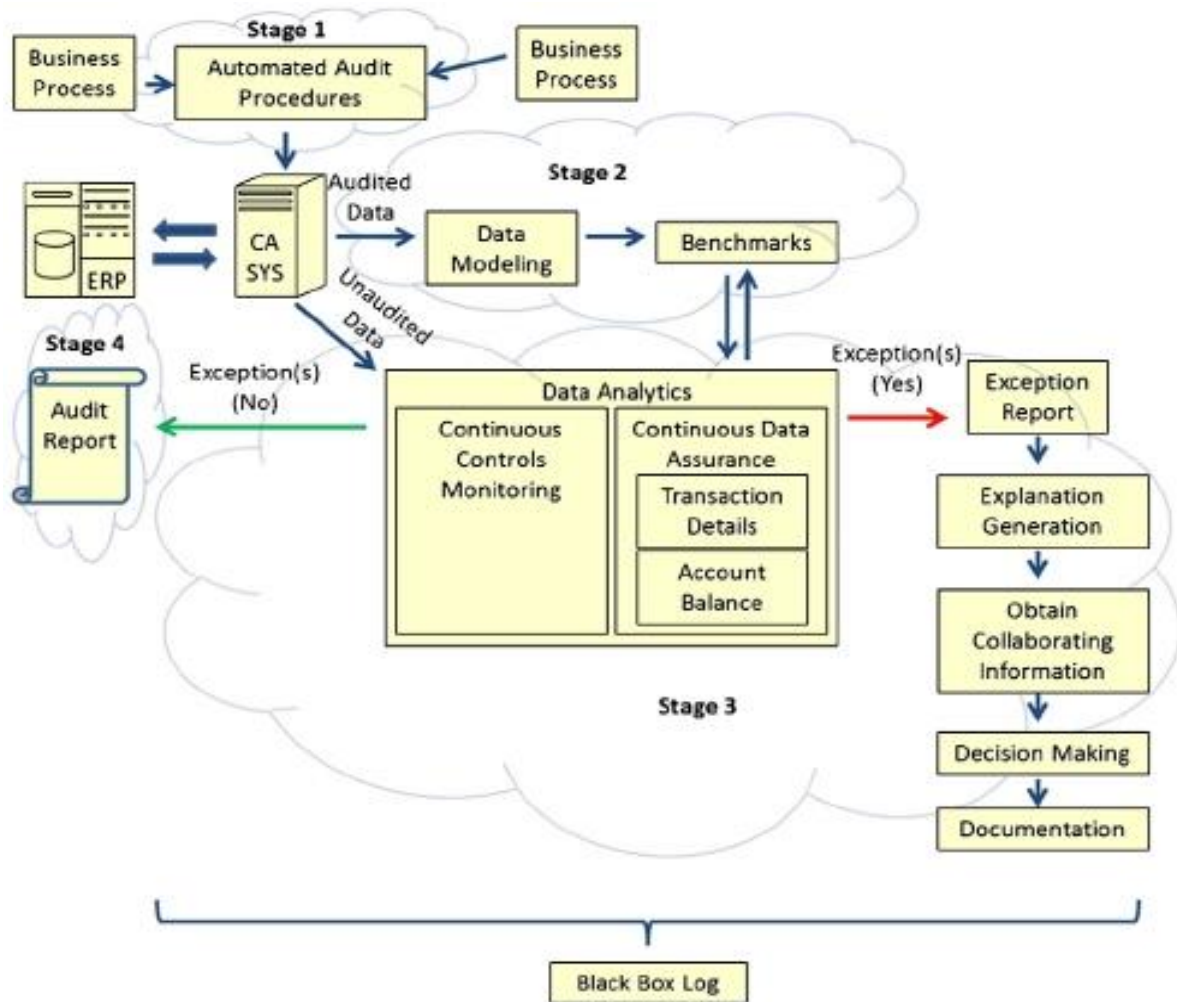 Stage 1
Business
Process
Automated Audit
Procedures
Business
Process
Stage 2
Audited
Data
ERP
CA
SYS
Data
Modeling
Benchmarks
Unaudited
Data
Stage 4
Audit
Report
Exception(s)
(No)
Data Analytics
Continuous
Controls
Monitoring
Continuous Data
Assurance
Transaction
Details
Account
Balance
Exception(s)
(Yes)
Exception
Report
Explanation
Generation
Obtain
Collaborating
Information
Stage 3
Decision Making
Documentation
Black Box Log